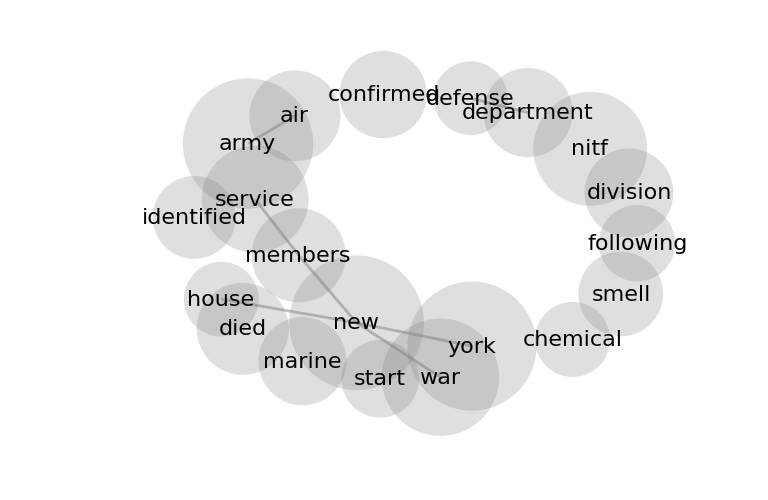 confirmed
defense
department
air
army
nitf
division
service
identified
following
members
smell
house
new
died
chemical
york
marine
start
war